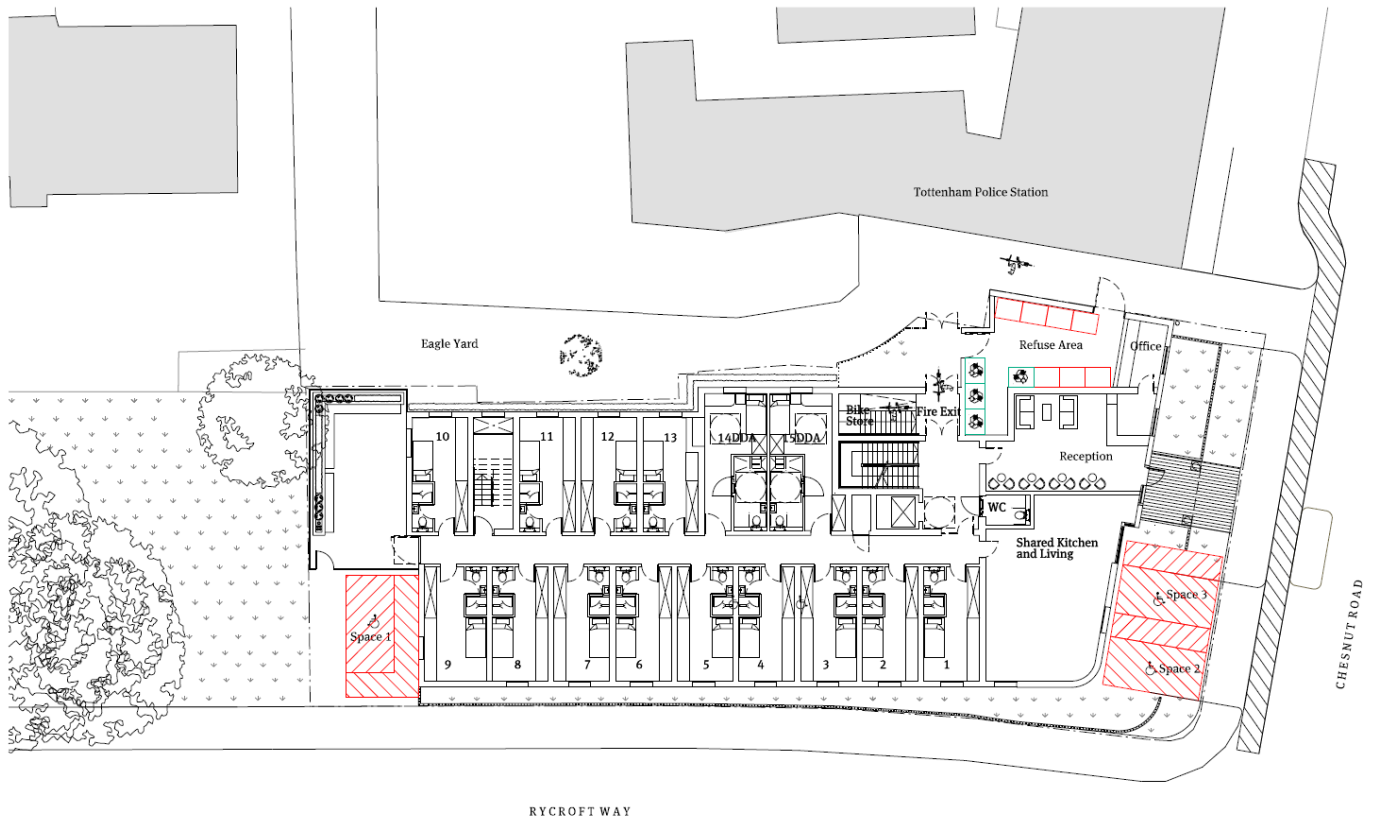 Tottenham Police Station
Eagle Yard
Refuse Area
Office
Bike
Store
Fire Exit
10
11
12
13
14DDA
15DDA
Reception
WC
Shared Kitchen
and Living
Space 1
Space 3
Space 2
9
8
7
6
5
4
3
2
1
CHESNUT ROAD
RYCROFT WAY